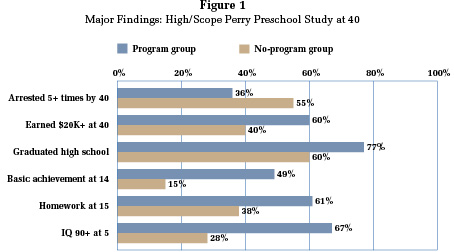 Figure 1
Major Findings: High/Scope Perry Preschool Study at 40
Program group
No-program group
0% 20% 40% 60% 80% 100%
Arrested 5+ times by 40 36%
55%
Earned $20K+ at 40 60%
40%
Graduated high school 77%
60%
Basic achievement at 14 49%
15%
Homework at 15 61%
38%
IQ 90+ at 5 67%
28%